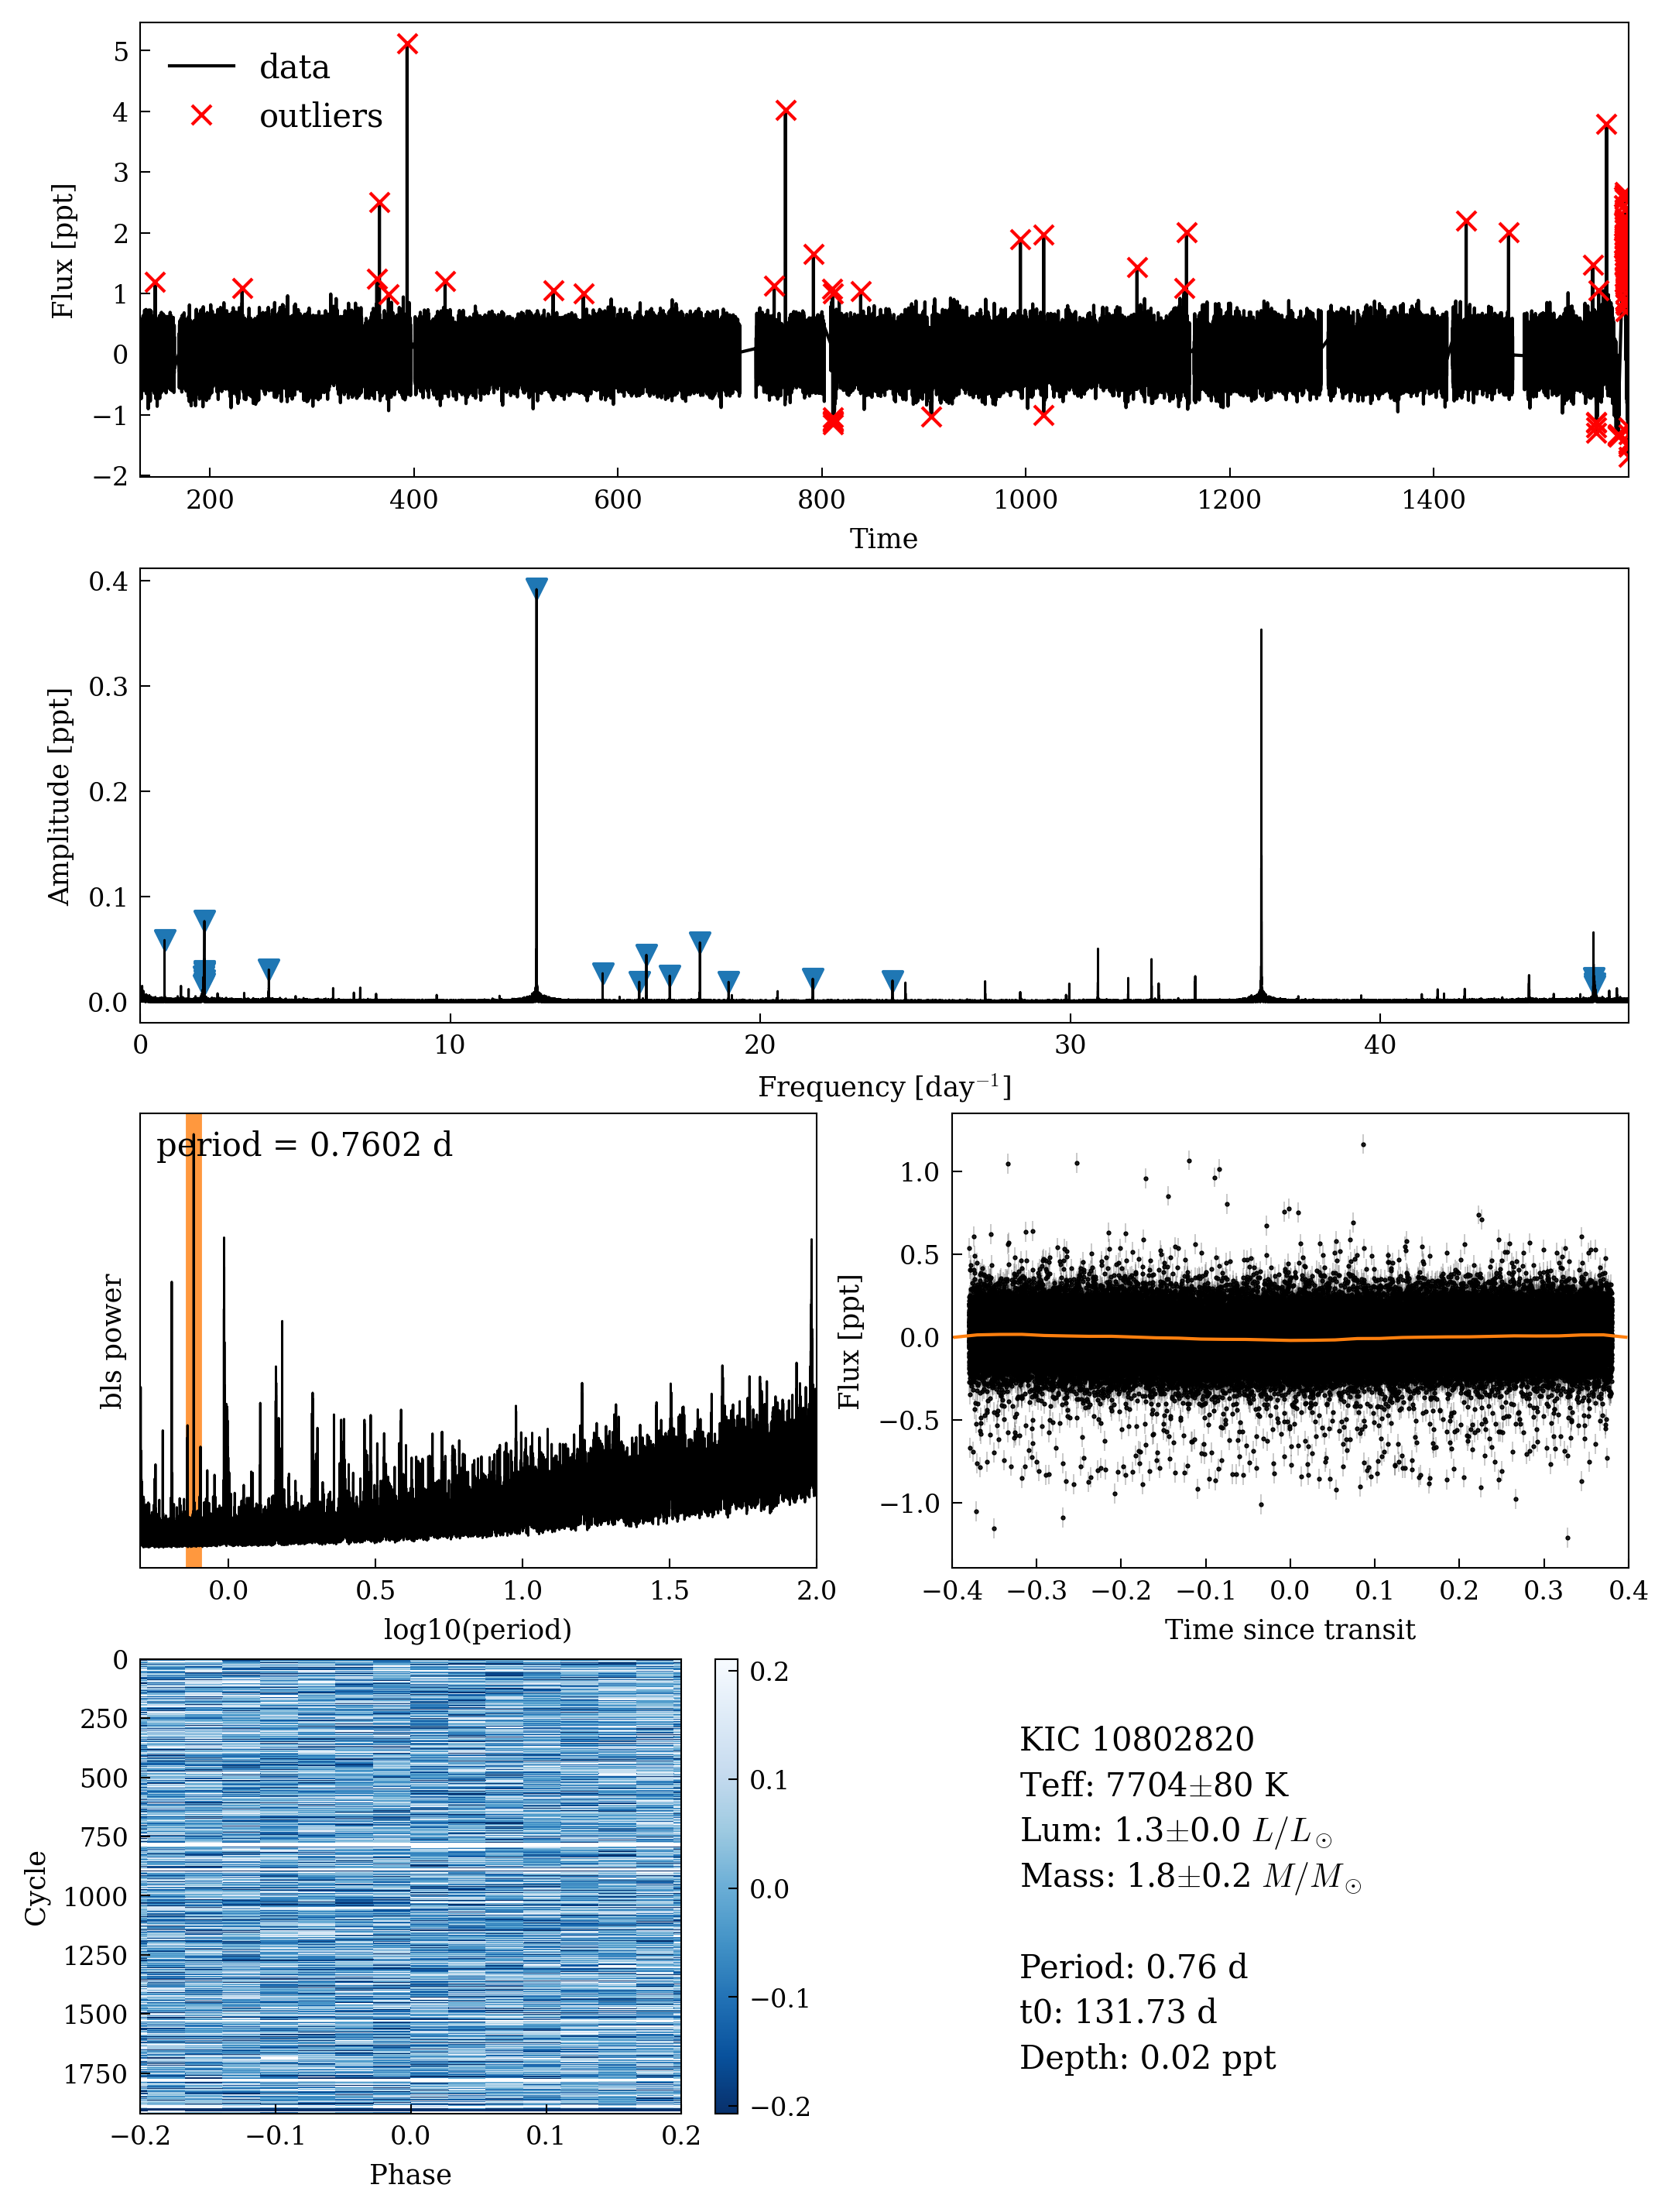 5
4
3
2
1
0
−1
−2
Flux [ppt]
data
outliers
200 400 600 800 1000 1200 1400
Time
0.4
0.3
0.2
0.1
0.0
Amplitude [ppt]
0 10 20 30 40
Frequency [day⁻¹]
period = 0.7602 d
bls power
0.0 0.5 1.0 1.5 2.0
log10(period)
1.0
0.5
0.0
−0.5
−1.0
Flux [ppt]
−0.4 −0.3 −0.2 −0.1 0.0 0.1 0.2 0.3 0.4
Time since transit
0
250
500
750
1000
1250
1500
1750
Cycle
−0.2 −0.1 0.0 0.1 0.2
Phase
0.2
0.1
0.0
−0.1
−0.2
KIC 10802820
Teff: 7704±80 K
Lum: 1.3±0.0 L/L☉
Mass: 1.8±0.2 M/M☉
Period: 0.76 d
t0: 131.73 d
Depth: 0.02 ppt